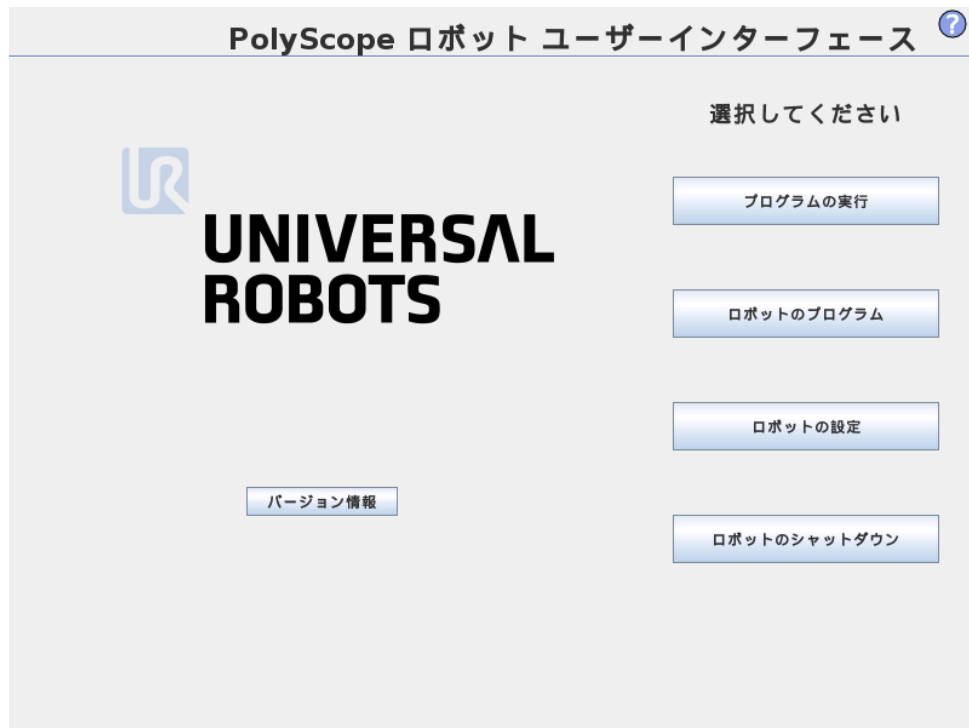 PolyScope ロボット ユーザーインターフェース
?
選択してください
UR
UNIVERSAL
ROBOTS
プログラムの実行
ロボットのプログラム
ロボットの設定
バージョン情報
ロボットのシャットダウン